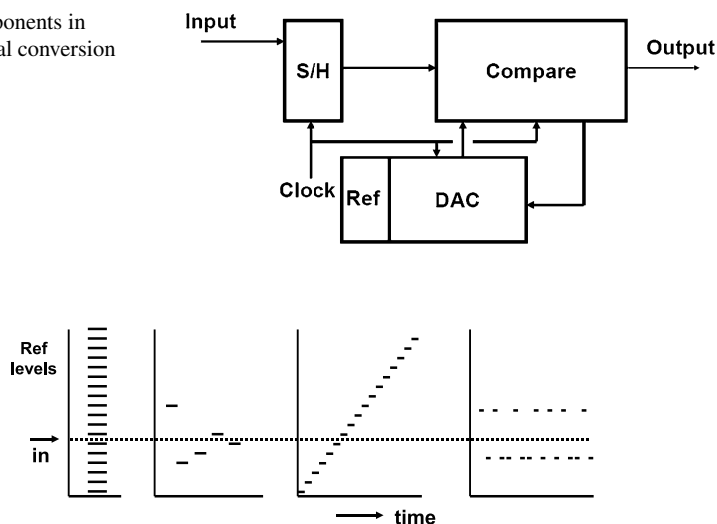 ponents in
al conversion
Input
S/H
Compare
Output
Clock
Ref
DAC
Ref
levels
in
time